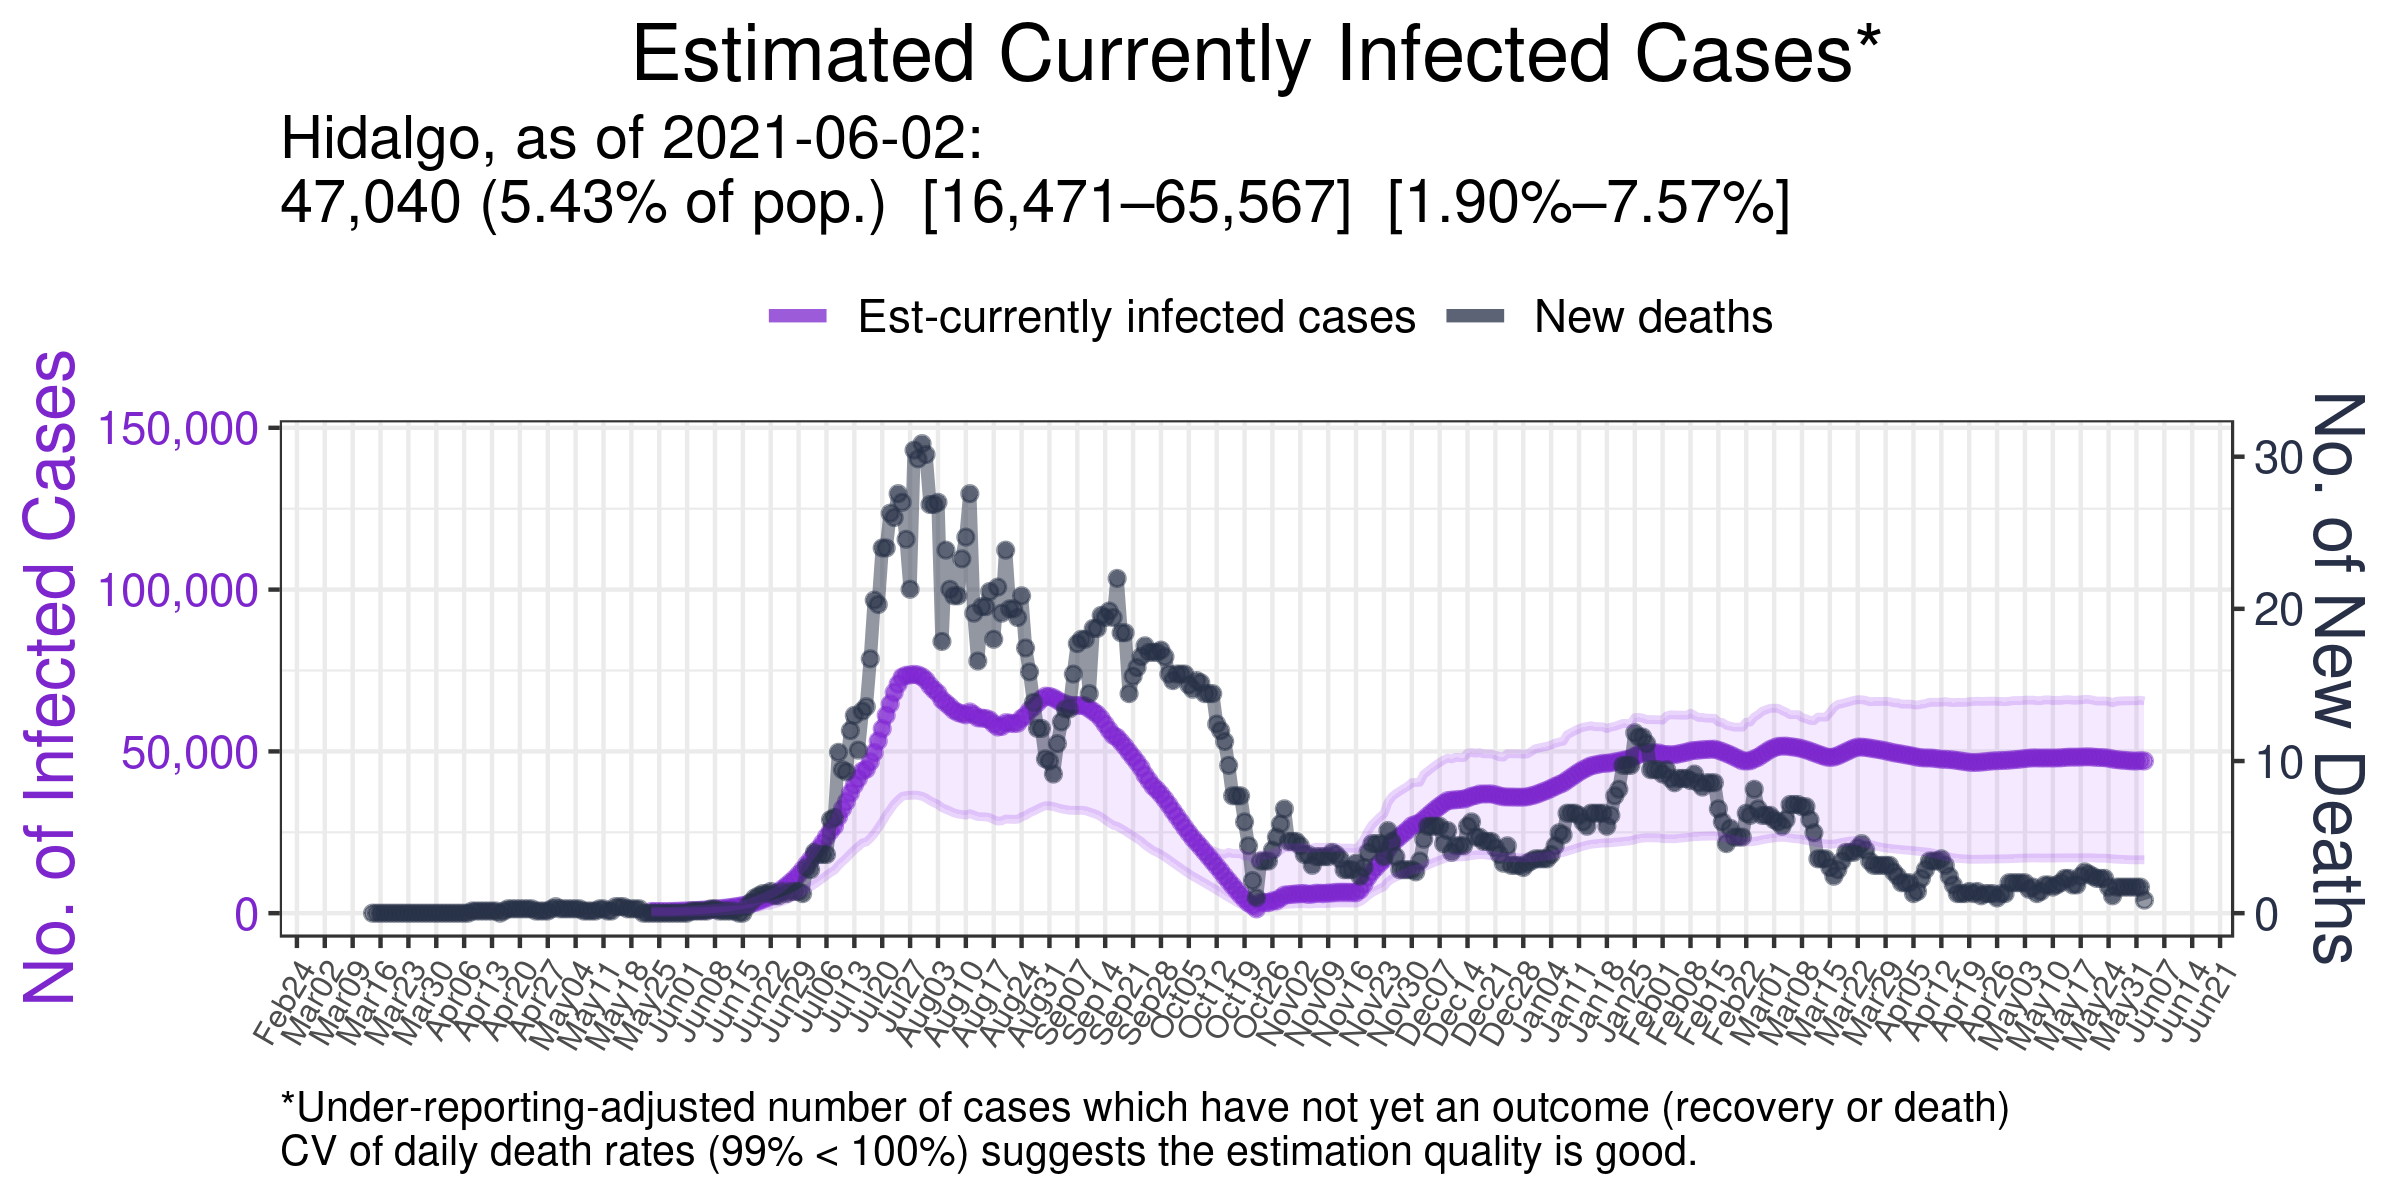 Estimated Currently Infected Cases*
Hidalgo, as of 2021-06-02:
47,040 (5.43% of pop.) [16,471–65,567] [1.90%–7.57%]
Est-currently infected cases New deaths
No. of Infected Cases
150,000
100,000
50,000
0
30
20
10
0
No. of New Deaths
Feb24 Mar02 Mar09 Mar16 Mar23 Mar30 Apr06 Apr13 Apr20 Apr27 May04 May11 May18 May25 Jun01 Jun08 Jun15 Jun22 Jun29 Jul06 Jul13 Jul20 Jul27 Aug03 Aug10 Aug17 Aug24 Aug31 Sep07 Sep14 Sep21 Sep28 Oct05 Oct12 Oct19 Oct26 Nov02 Nov09 Nov16 Nov23 Nov30 Dec07 Dec14 Dec21 Dec28 Jan04 Jan11 Jan18 Jan25 Feb01 Feb08 Feb15 Feb22 Mar01 Mar08 Mar15 Mar22 Mar29 Apr05 Apr12 Apr19 Apr26 May03 May10 May17 May24 May31 Jun07 Jun14 Jun21
*Under-reporting-adjusted number of cases which have not yet an outcome (recovery or death)
CV of daily death rates (99% < 100%) suggests the estimation quality is good.